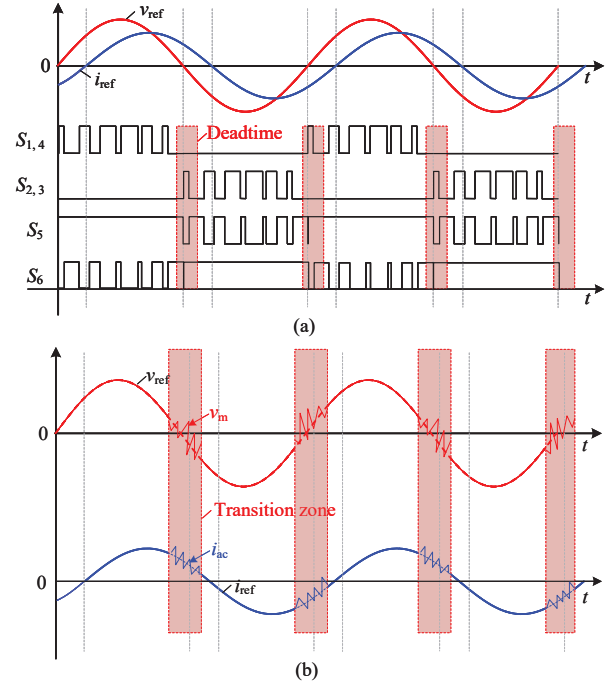 v_ref
0
i_ref
t
S_1, 4
Deadtime
S_2, 3
S_5
S_6
(a)
v_ref
v_m
0
t
Transition zone
i_ac
0
i_ref
t
(b)